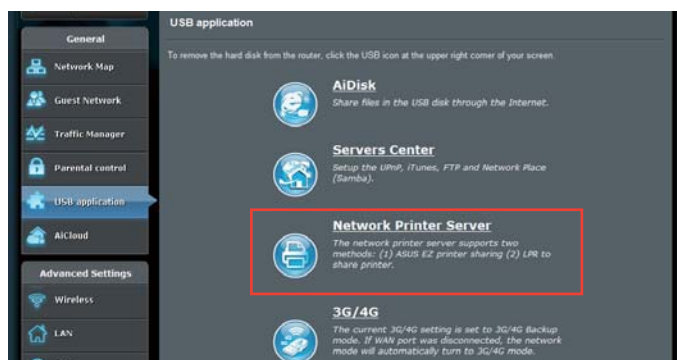 USB application
General
To remove the hard disk from the router, click the USB icon at the upper right corner of your screen.
Network Map
AiDisk
Share files in the USB disk through the Internet.
Guest Network
Traffic Manager
Servers Center
Setup the UPnP, iTunes, FTP and Network Place
(Samba).
Parental control
USB application
Network Printer Server
The network printer server supports two
methods: (1) ASUS EZ printer sharing (2) LPR to
share printer.
AiCloud
Advanced Settings
Wireless
3G/4G
The current 3G/4G setting is set to 3G/4G Backup
mode. If WAN port was disconnected, the network
mode will automatically turn to 3G/4G mode.
LAN